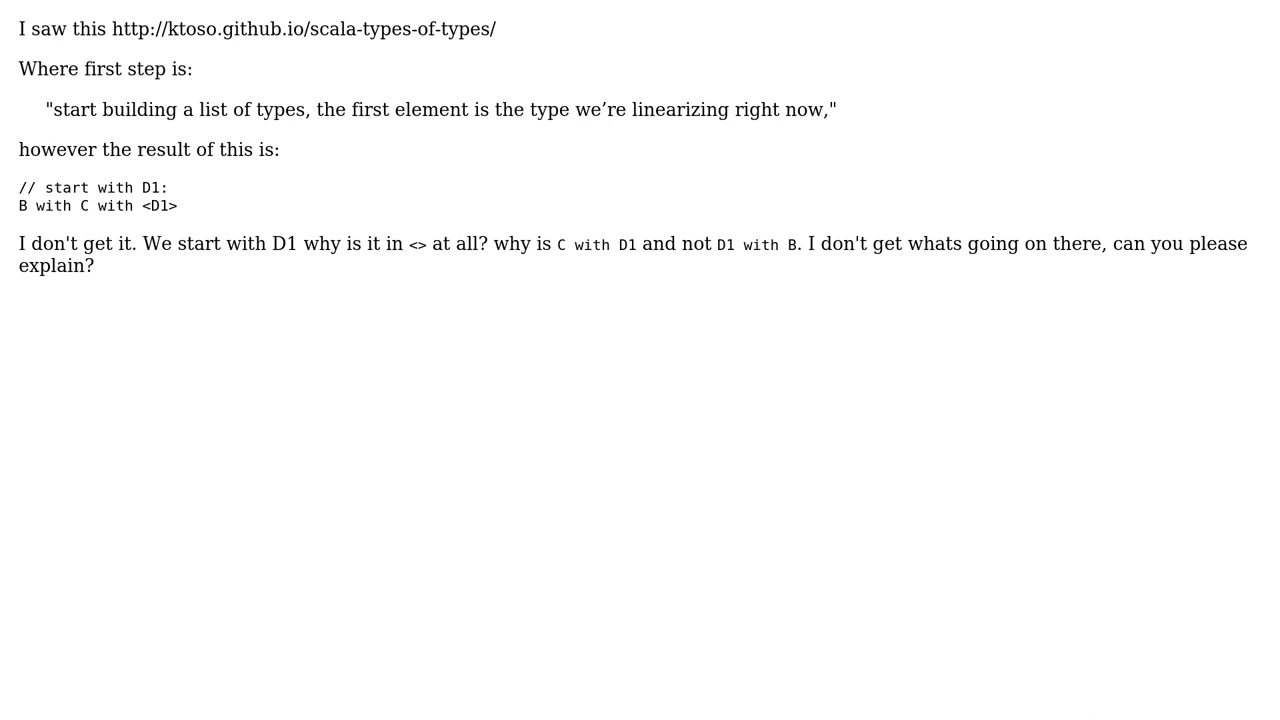 I saw this http://ktoso.github.io/scala-types-of-types/
Where first step is:
"start building a list of types, the first element is the type we’re linearizing right now,"
however the result of this is:
// start with D1:
B with C with <D1>
I don't get it. We start with D1 why is it in <> at all? why is C with D1 and not D1 with B. I don't get whats going on there, can you please
explain?